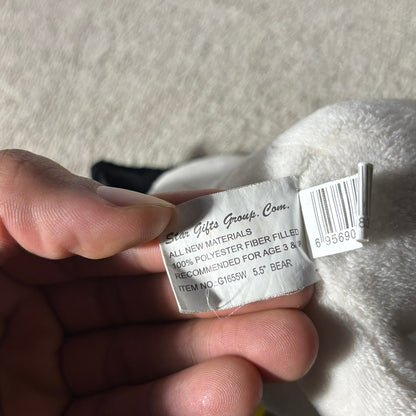 Star Gifts Group. Com.
ALL NEW MATERIALS
100% POLYESTER FIBER FILLED
RECOMMENDED FOR AGE 3 &
ITEM NO: G1655W 5.5" BEAR
6 95690